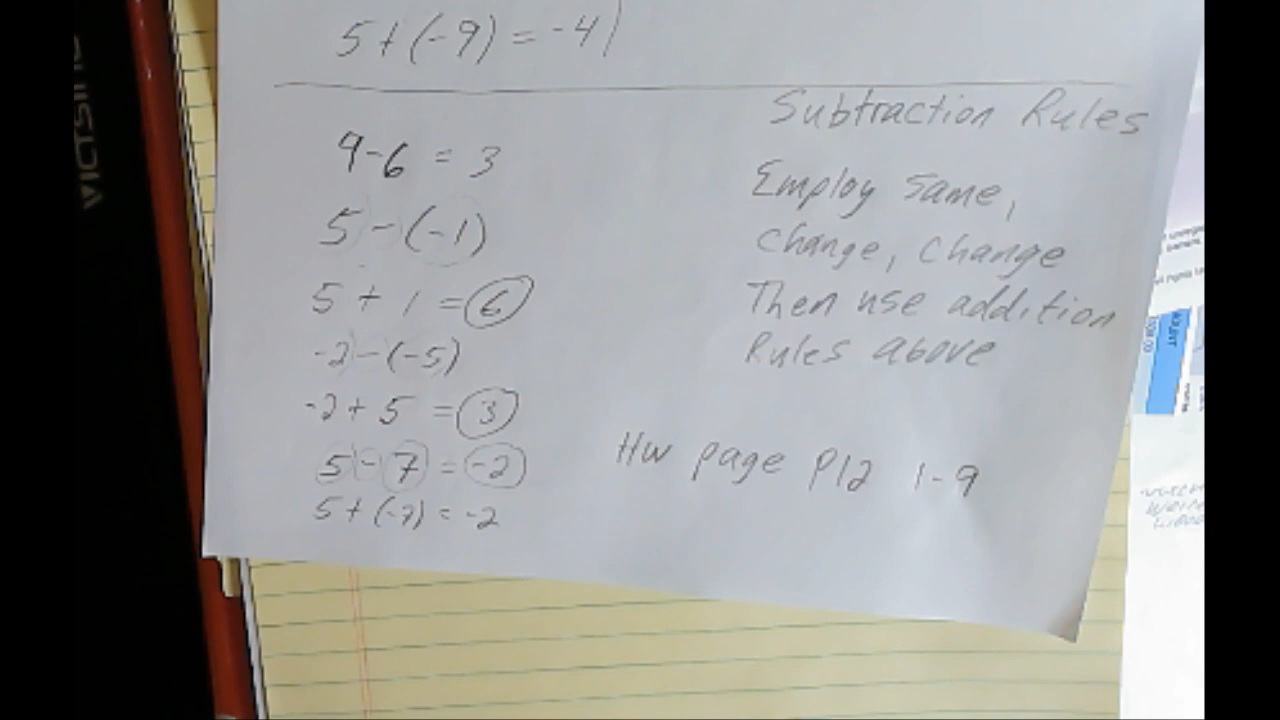 5+(-9) = -4
Subtraction Rules
9-6 = 3
5-(-1)
5 + 1 = 6
-2-(-5)
-2+5 = 3
5-7 = -2
5+(-7) = -2
Employ same,
change, change
Then use addition
Rules above
HW page P12 1-9